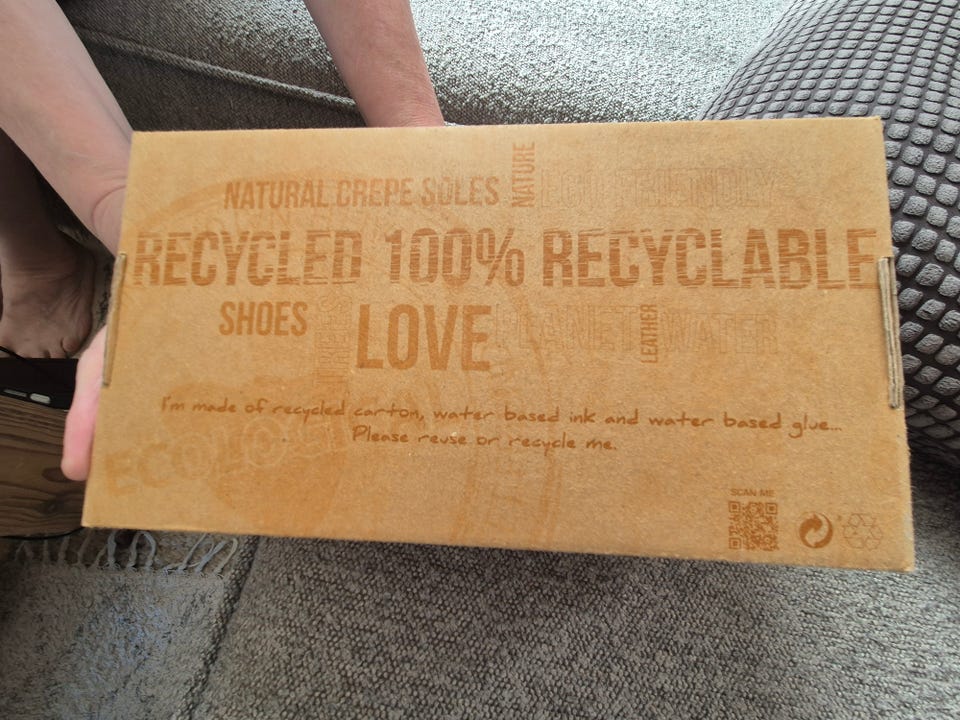 NATURAL CREPE SOLES NATURE ECO FRIENDLY
RECYCLED 100% RECYCLABLE
SHOES LOVE PLANET LEATHER WATER
I'm made of recycled carton, water based ink and water based glue...
Please reuse or recycle me.
SCAN ME